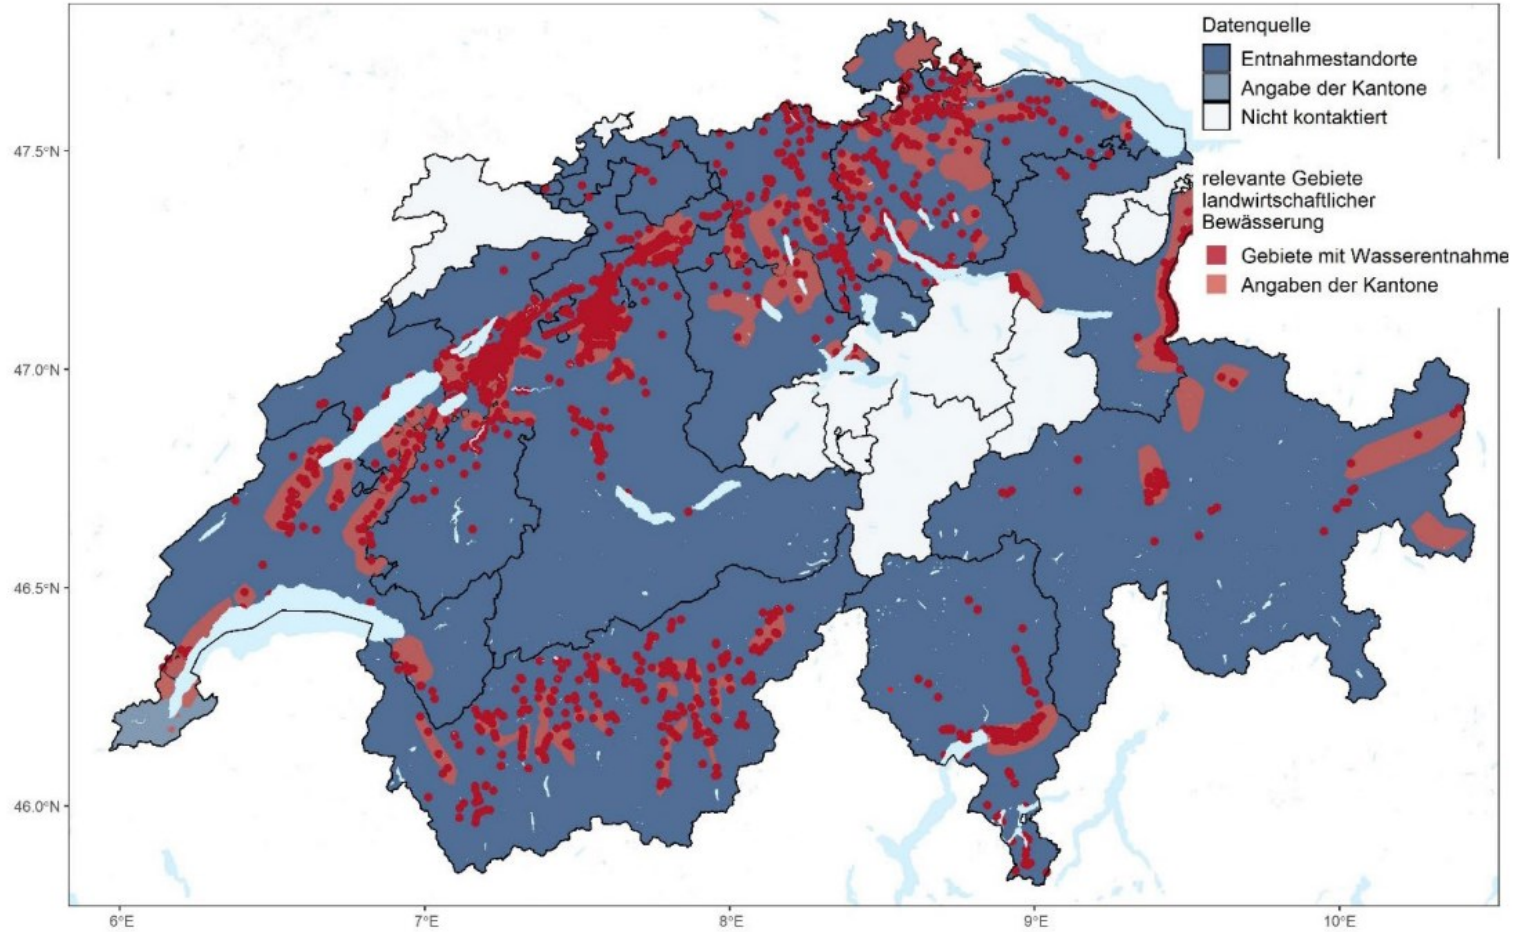 Datenquelle
Entnahmestandorte
Angabe der Kantone
Nicht kontaktiert
relevante Gebiete
landwirtschaftlicher
Bewässerung
Gebiete mit Wasserentnahme
Angaben der Kantone
47.5°N
47.0°N
46.5°N
46.0°N
6°E
7°E
8°E
9°E
10°E